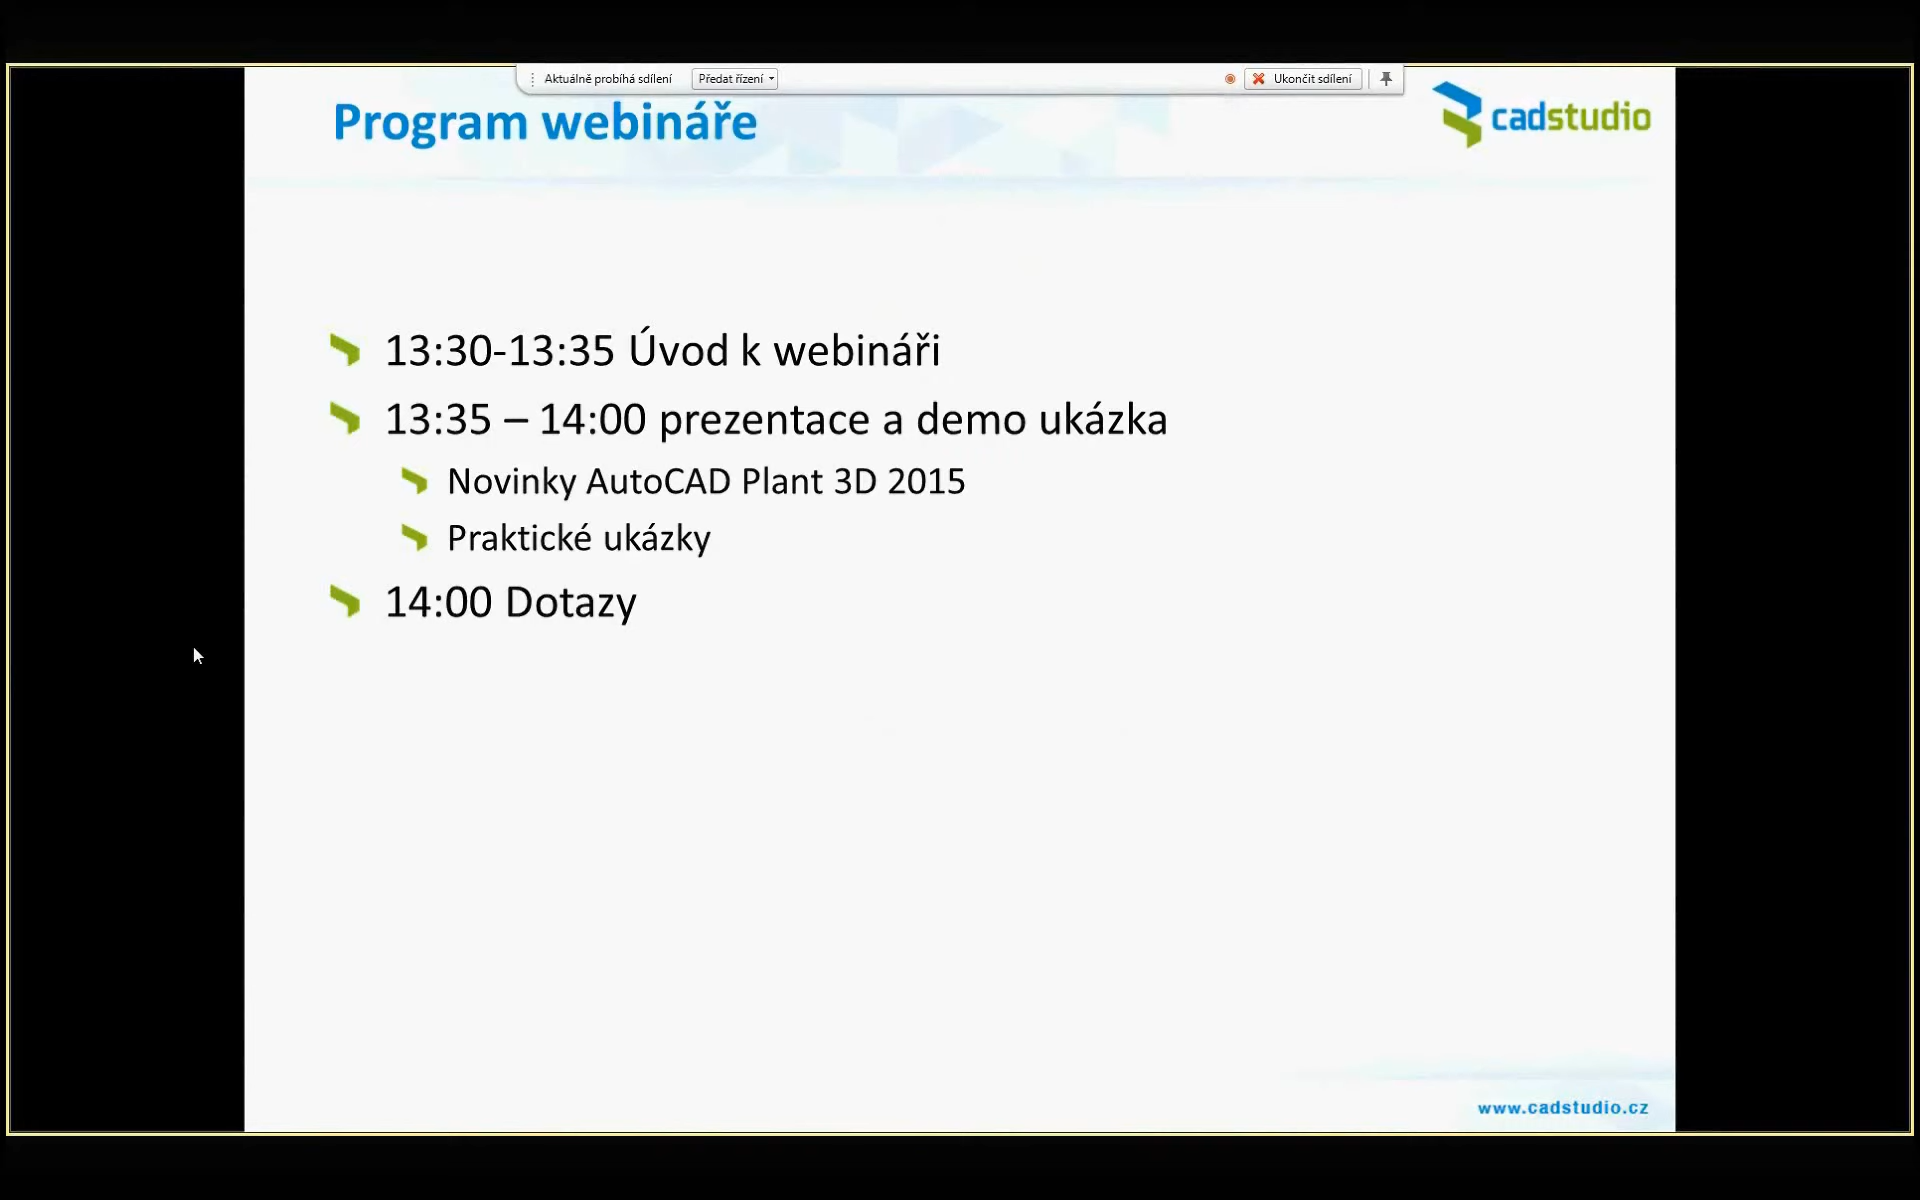 Aktuálně probíhá sdílení Předat řízení Ukončit sdílení
Program webináře
cadstudio
13:30-13:35 Úvod k webináři
13:35 – 14:00 prezentace a demo ukázka
Novinky AutoCAD Plant 3D 2015
Praktické ukázky
14:00 Dotazy
www.cadstudio.cz